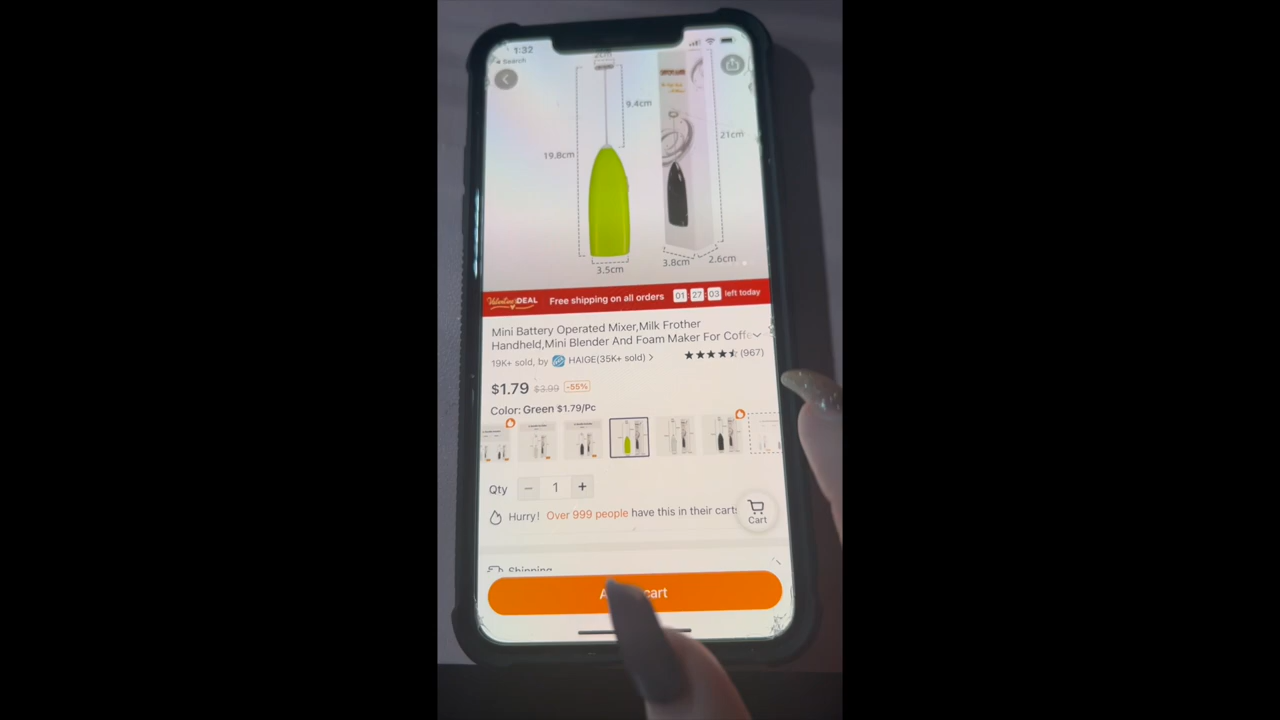 1:32
Search
2cm
9.4cm
21cm
19.8cm
3.5cm
3.8cm
2.6cm
Valentine's DEAL Free shipping on all orders 01:27:03 left today
Mini Battery Operated Mixer,Milk Frother
Handheld,Mini Blender And Foam Maker For Coffe
19K+ sold, by HAIGE(35K+ sold) >
(967)
$1.79 $3.99 -55%
Color: Green $1.79/Pc
Qty − 1 +
Hurry! Over 999 people have this in their carts
Cart
Shipping
cart